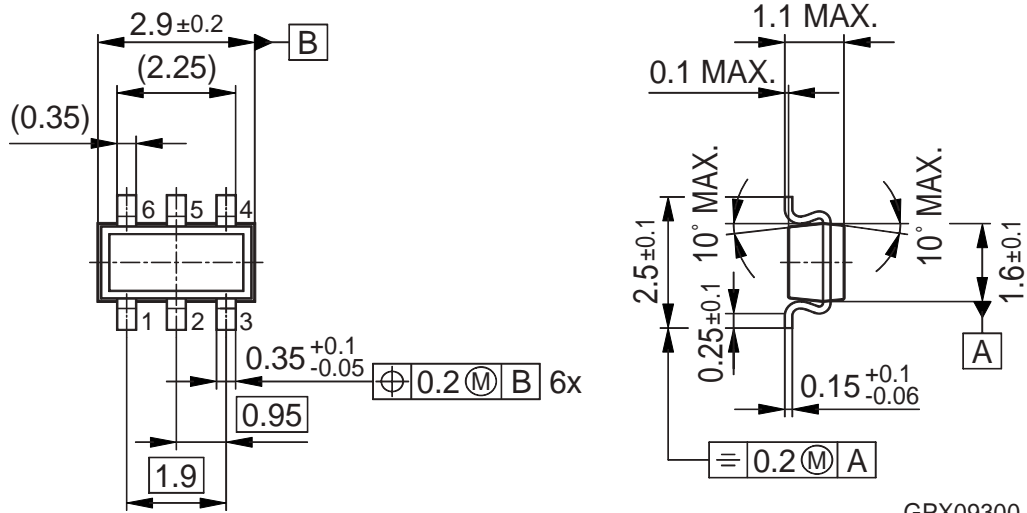 2.9±0.2
B
(2.25)
(0.35)
6 5 4
1 2 3
0.35 +0.1 -0.05
⌖ 0.2 Ⓜ B 6x
0.95
1.9
1.1 MAX.
0.1 MAX.
10° MAX.
10° MAX.
2.5±0.1
0.25±0.1
1.6±0.1
A
0.15 +0.1 -0.06
⌯ 0.2 Ⓜ A